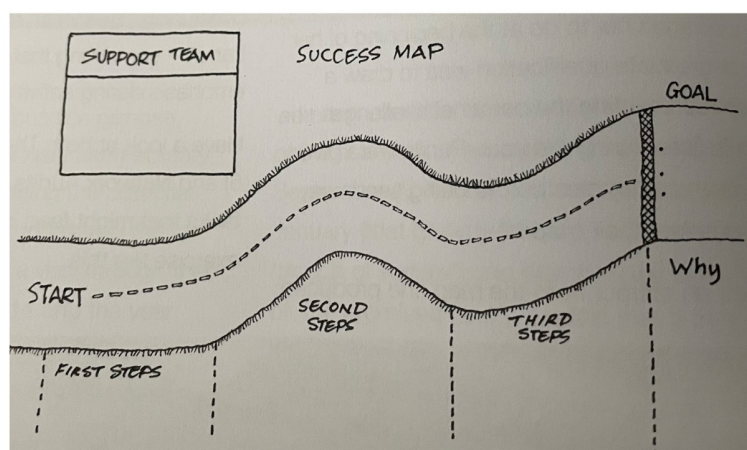 SUPPORT TEAM
SUCCESS MAP
GOAL
START
Why
SECOND
STEPS
THIRD
STEPS
FIRST STEPS